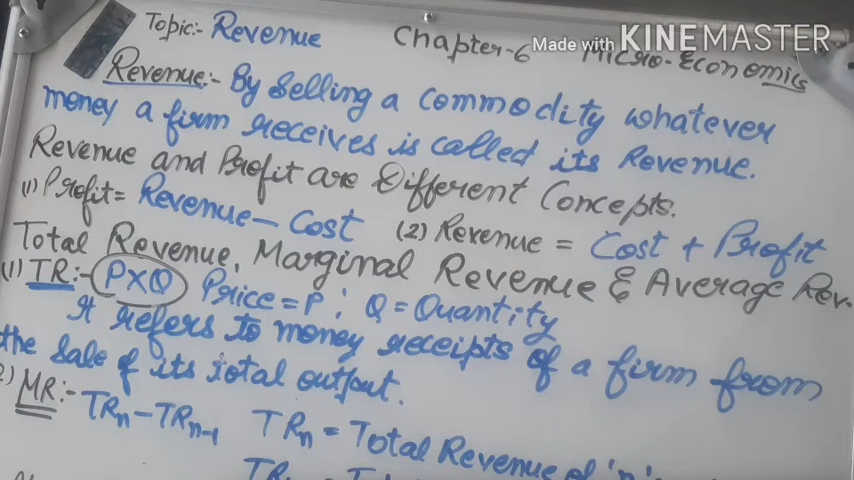 Topic:- Revenue Chapter-6 Micro-Economics
Made with KINEMASTER
Revenue:- By Selling a commodity whatever
money a firm receives is called its Revenue.
Revenue and Profit are Different Concepts.
(1) Profit = Revenue - Cost (2) Revenue = Cost + Profit
Total Revenue, Marginal Revenue & Average Rev.
(1) TR:- P×Q Price = P ; Q = Quantity
It refers to money receipts of a firm from
the Sale of its total output.
2) MR:- TRn - TRn-1 TRn = Total Revenue of 'n'